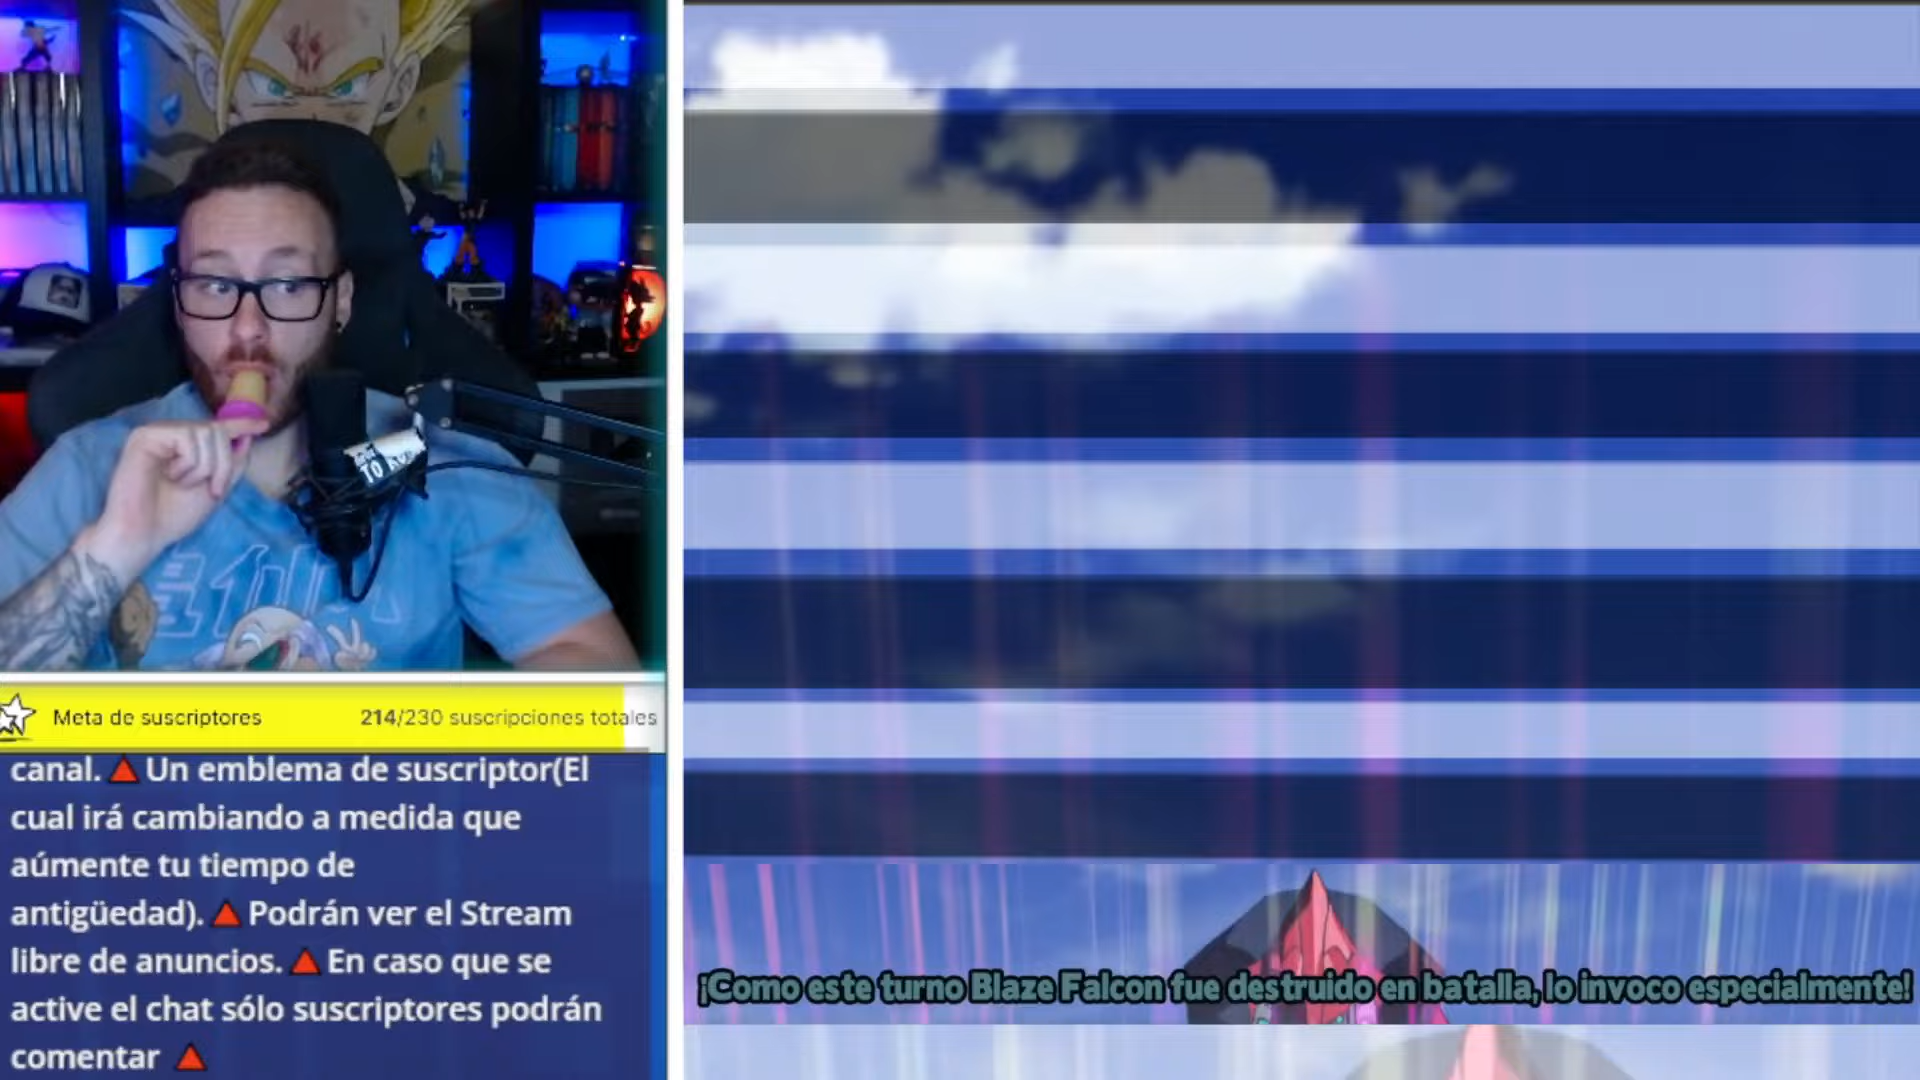 TO
Meta de suscriptores 214/230 suscripciones totales
canal. 🔺 Un emblema de suscriptor(El
cual irá cambiando a medida que
aúmente tu tiempo de
antigüedad). 🔺 Podrán ver el Stream
libre de anuncios. 🔺 En caso que se
active el chat sólo suscriptores podrán
comentar 🔺
¡Como este turno Blaze Falcon fue destruido en batalla, lo invoco especialmente!